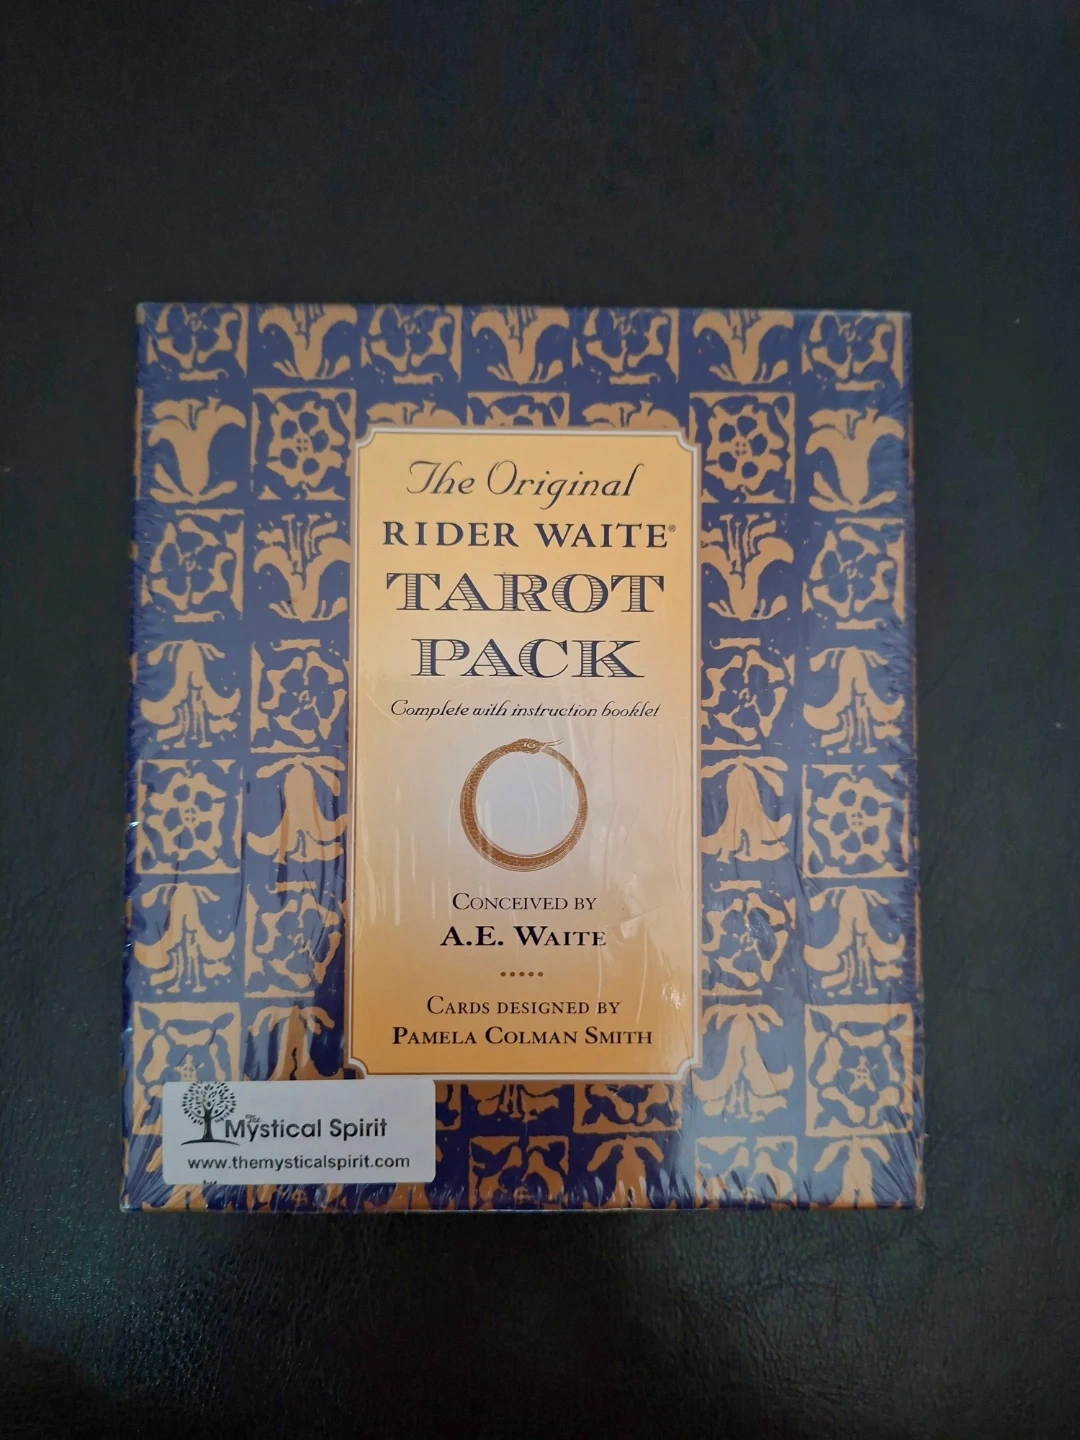 The Original
RIDER WAITE®
TAROT
PACK
Complete with instruction booklet
CONCEIVED BY
A.E. WAITE
CARDS DESIGNED BY
PAMELA COLMAN SMITH
The
Mystical Spirit
www.themysticalspirit.com